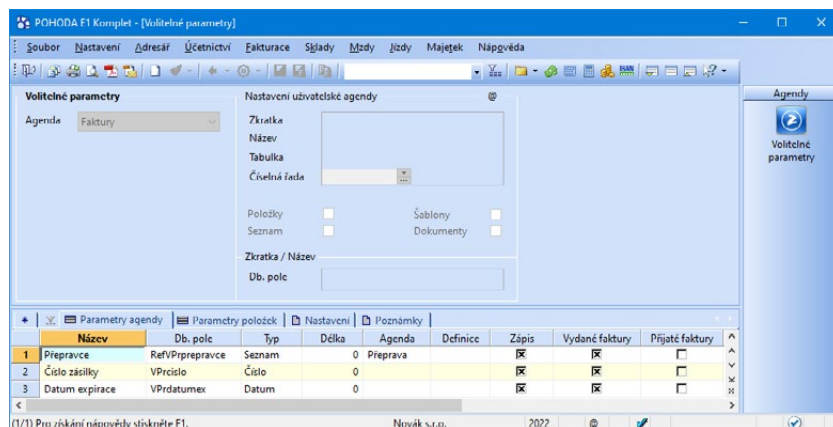 POHODA E1 Komplet - [Volitelné parametry]
Soubor Nastavení Adresář Účetnictví Fakturace Sklady Mzdy Jízdy Majetek Nápověda
Volitelné parametry
Agenda Faktury
Nastavení uživatelské agendy @
Zkratka
Název
Tabulka
Číselná řada
Položky
Šablony
Seznam
Dokumenty
Zkratka / Název
Db. pole
Agendy
Volitelné
parametry
Parametry agendy Parametry položek Nastavení Poznámky
Název Db. pole Typ Délka Agenda Definice Zápis Vydané faktury Přijaté faktury
1 Přepravce RefVPrprepravce Seznam 0 Přeprava
2 Číslo zásilky VPrcislo Číslo 0
3 Datum expirace VPrdatumex Datum 0
(1/1) Pro získání nápovědy stiskněte F1. Novák s.r.o. 2022 @